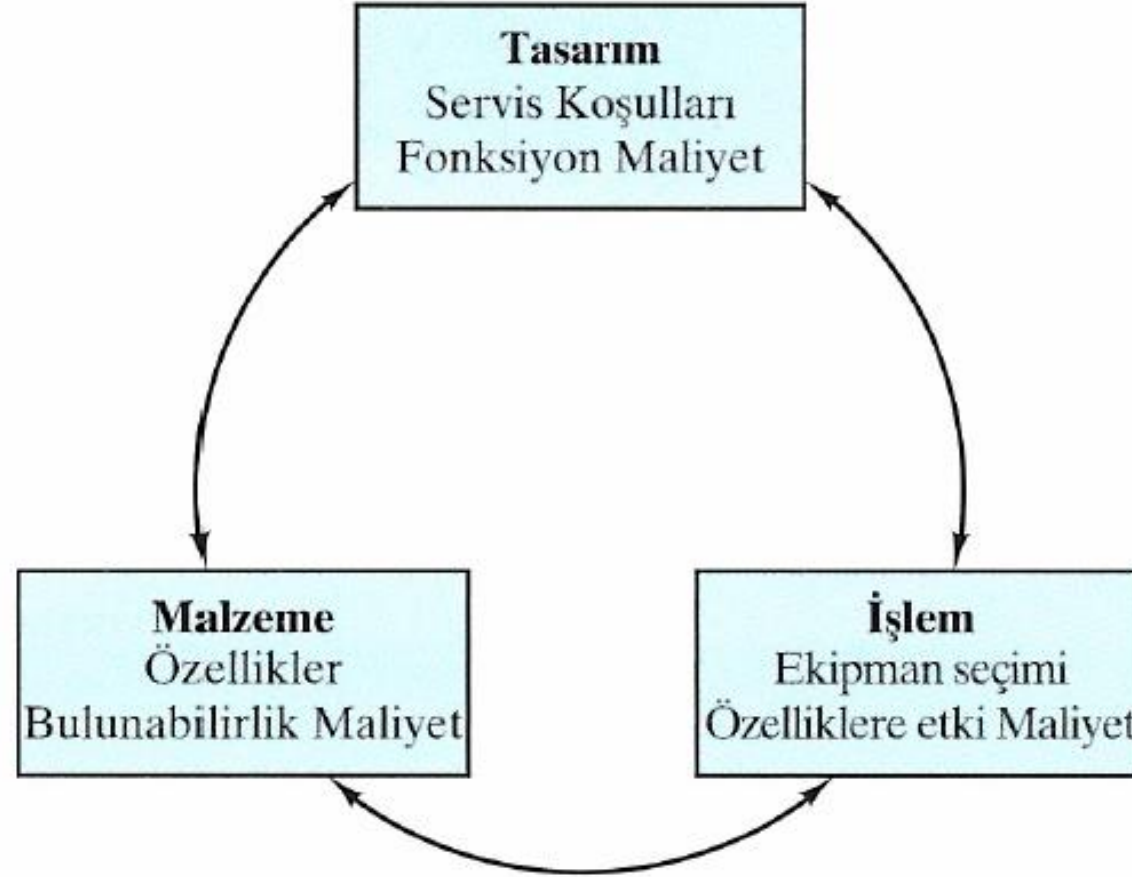 Tasarım
Servis Koşulları
Fonksiyon Maliyet
Malzeme
Özellikler
Bulunabilirlik Maliyet
İşlem
Ekipman seçimi
Özelliklere etki Maliyet